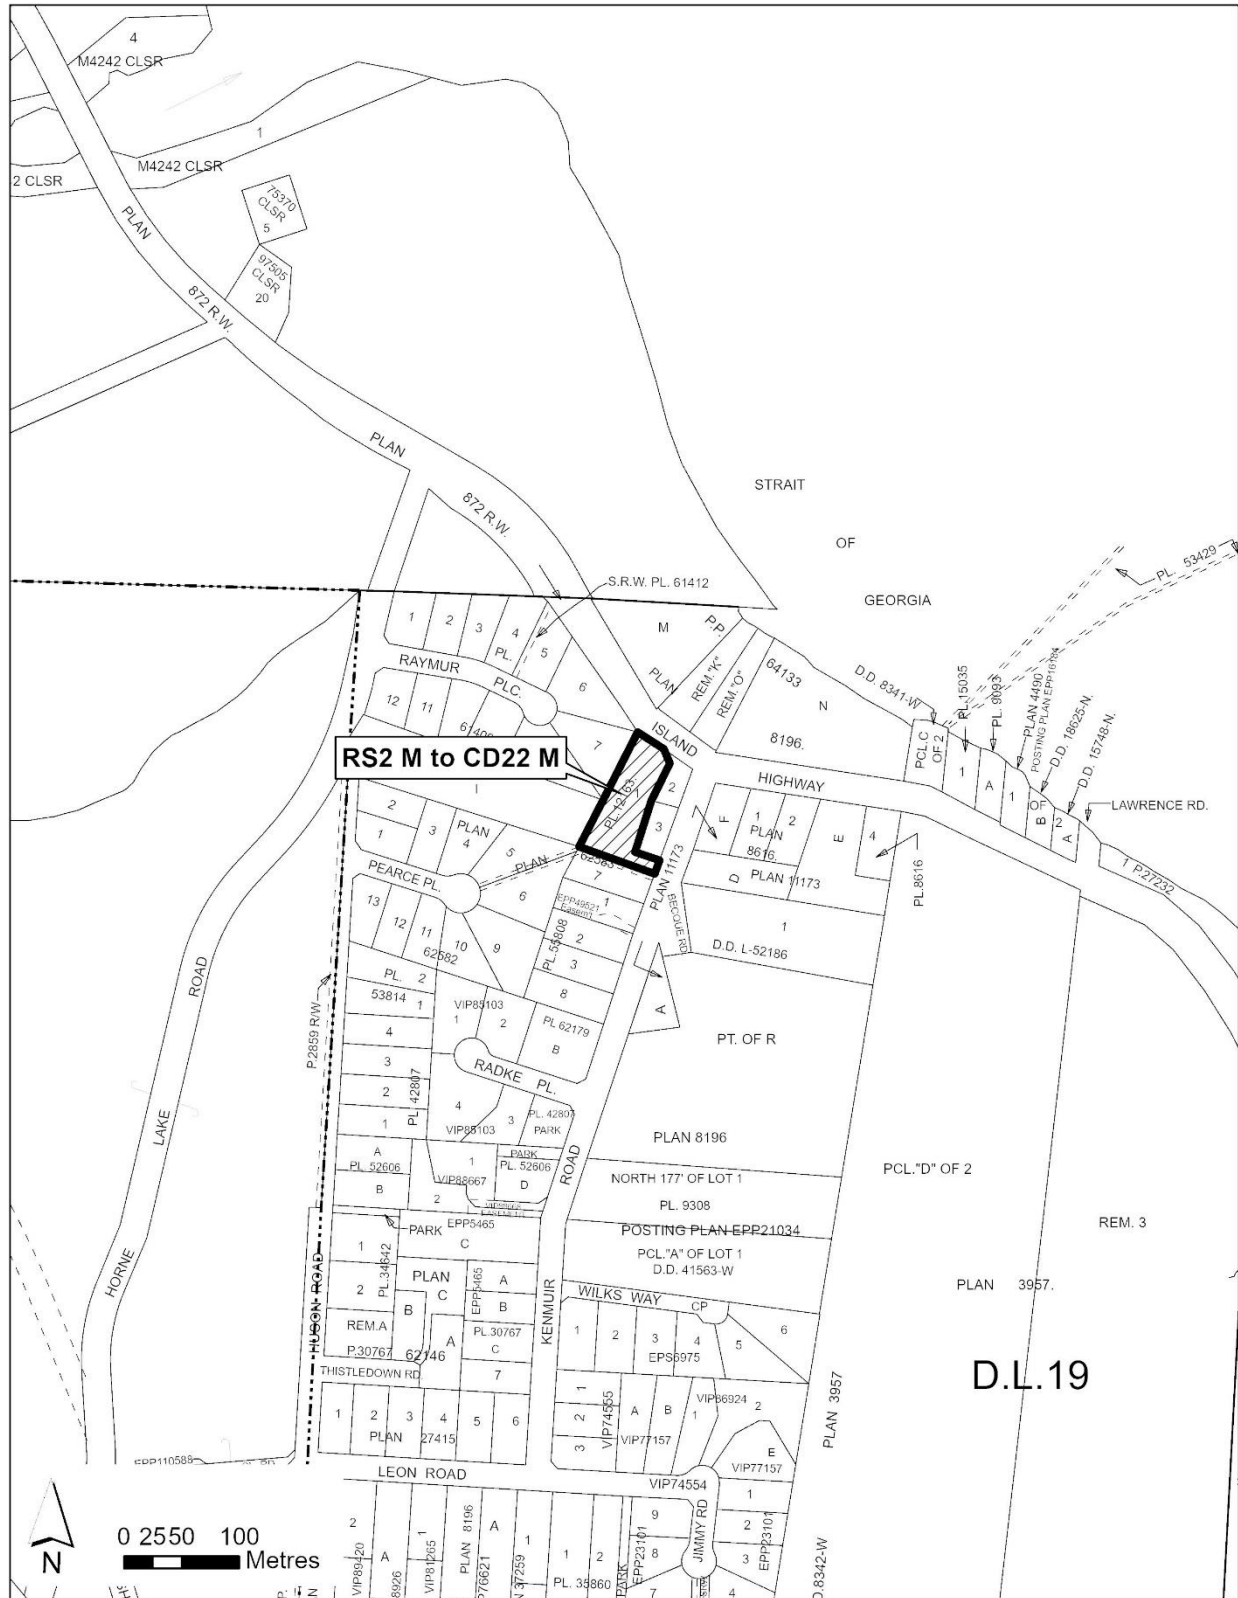 4
M4242 CLSR
1
M4242 CLSR
2 CLSR
75370
CLSR
5
97505
CLSR
20
PLAN
872 R.W.
PLAN
872 R.W.
STRAIT
OF
GEORGIA
PL. 53429
S.R.W. PL. 61412
1
2
3
4
PL.
5
6
M
P.P.
PLAN
REM."K"
REM."O"
64133
N
8196.
D.D. 8341-W
PL.15035
PL. 9093
PLAN 4490
POSTING PLAN EPP16184
D.D. 18625-N.
D.D. 15748-N.
LAWRENCE RD.
PCL.C
OF 2
1
A
1
OF
B
2
A
1 P.27232
RAYMUR
PLC.
12
11
7
ISLAND
HIGHWAY
RS2 M to CD22 M
1
PL.12163.
2
3
F
1
2
PLAN
8616.
E
4
PL.8616
D
PLAN 11173
PLAN 11173
BECQUE RD
1
D.D. L-52186
2
1
3
PLAN
4
5
PLAN
62583
7
PEARCE PL.
6
EPP49521
Easem't
1
2
3
8
PL.55808
13
12
11
10
9
62582
PL. 2
53814
1
4
3
2
1
PL. 42807
P.2859 R/W
VIP85103
1
2
PL 62179
B
A
PT. OF R
RADKE PL.
4
3
VIP85103
PL. 42807
PARK
A
PL. 52606
B
1
VIP88667
2
PARK
PL. 52606
D
PLAN 8196
NORTH 177' OF LOT 1
PL. 9308
POSTING PLAN EPP21034
PCL."A" OF LOT 1
D.D. 41563-W
PCL."D" OF 2
REM. 3
PLAN 3957.
D.L.19
HORNE
LAKE
ROAD
HUSON ROAD
KENMUIR
ROAD
PARK
EPP5465
C
1
2
PL.34642
PLAN
C
B
A
REM.A
P.30767
62146
EPP5465
A
B
PL.30767
C
7
THISTLEDOWN RD
1
2
3
4
5
6
PLAN
27415
WILKS WAY
CP
1
2
3
4
5
6
EPS6975
1
2
3
VIP74555
A
B
VIP77157
1
VIP86924
2
E
VIP77157
PLAN 3957
EPP110588
LEON ROAD
VIP74554
JIMMY RD
1
2
3
4
EPP23101
2
VIP89420
A
8926
1
VIP81265
PLAN 8196
A
P76621
1
N 37259
1
2
PL. 35860
PARK
9
8
7
EPP23101
D.8342-W
N
0 2550 100
Metres